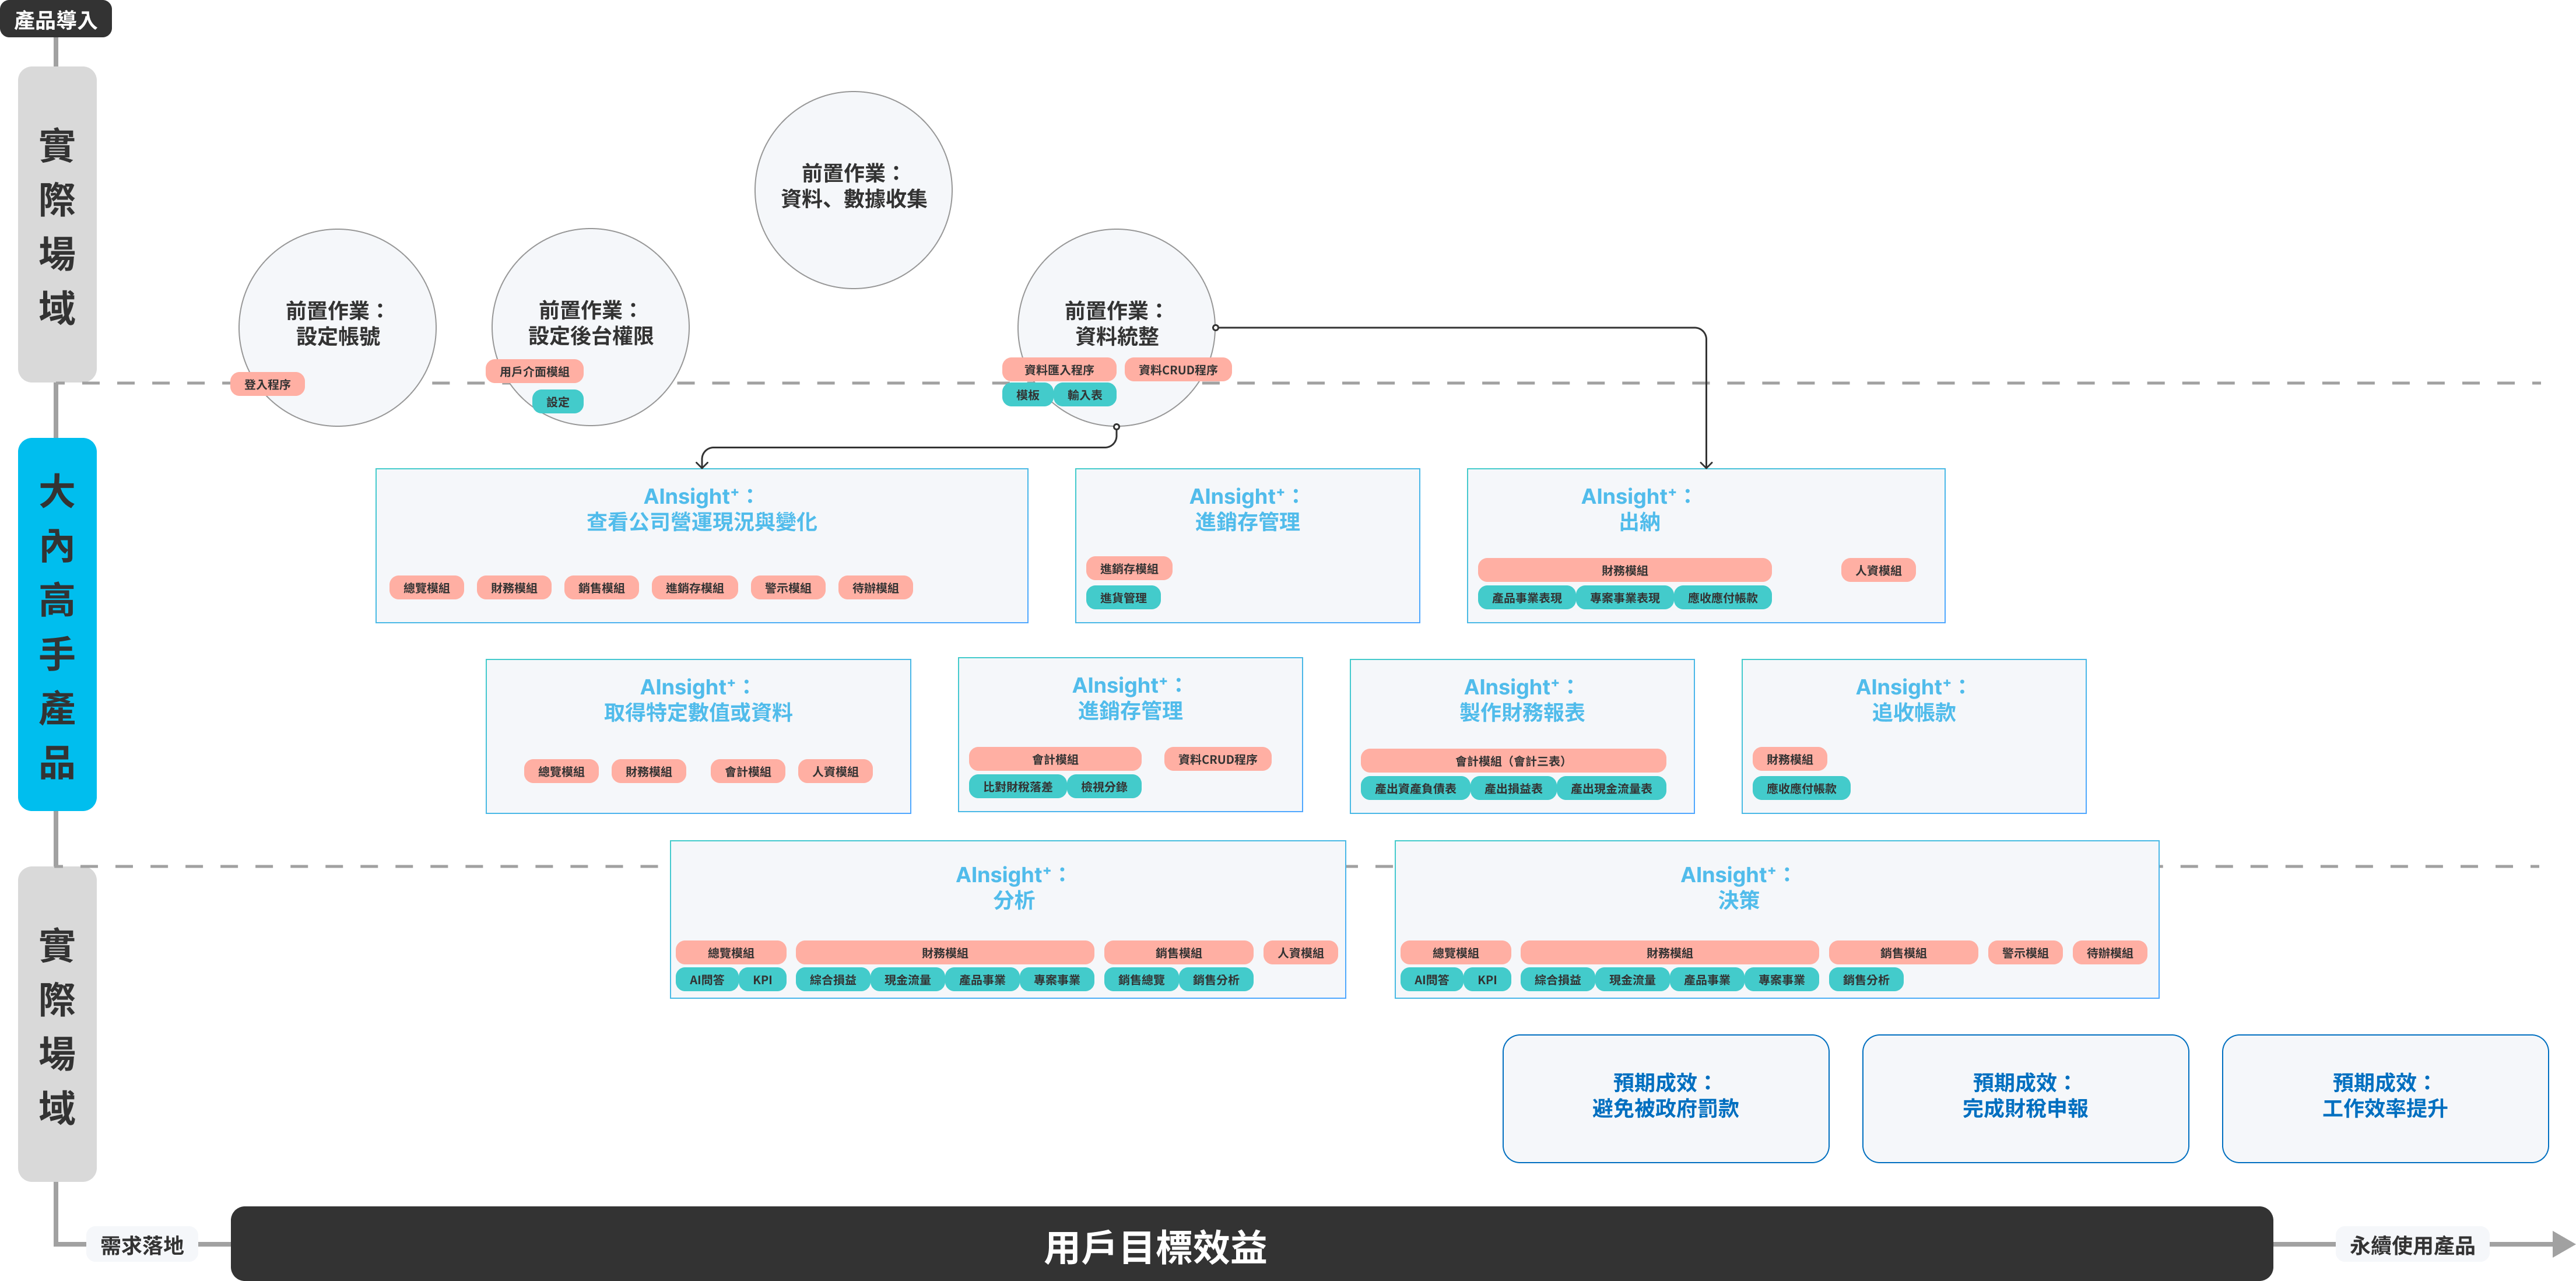 產品導入
實際場域
前置作業：
資料、數據收集
前置作業：
設定帳號
登入程序
前置作業：
設定後台權限
用戶介面模組
設定
前置作業：
資料統整
資料匯入程序
資料CRUD程序
模板
輸入表
大內高手產品
AInsight⁺：
查看公司營運現況與變化
總覽模組
財務模組
銷售模組
進銷存模組
警示模組
待辦模組
AInsight⁺：
進銷存管理
進銷存模組
進貨管理
AInsight⁺：
出納
財務模組
人資模組
產品事業表現
專案事業表現
應收應付帳款
AInsight⁺：
取得特定數值或資料
總覽模組
財務模組
會計模組
人資模組
AInsight⁺：
進銷存管理
會計模組
資料CRUD程序
比對財稅落差
檢視分錄
AInsight⁺：
製作財務報表
會計模組（會計三表）
產出資產負債表
產出損益表
產出現金流量表
AInsight⁺：
追收帳款
財務模組
應收應付帳款
實際場域
AInsight⁺：
分析
總覽模組
財務模組
銷售模組
人資模組
AI問答
KPI
綜合損益
現金流量
產品事業
專案事業
銷售總覽
銷售分析
AInsight⁺：
決策
總覽模組
財務模組
銷售模組
警示模組
待辦模組
AI問答
KPI
綜合損益
現金流量
產品事業
專案事業
銷售分析
預期成效：
避免被政府罰款
預期成效：
完成財稅申報
預期成效：
工作效率提升
需求落地
用戶目標效益
永續使用產品